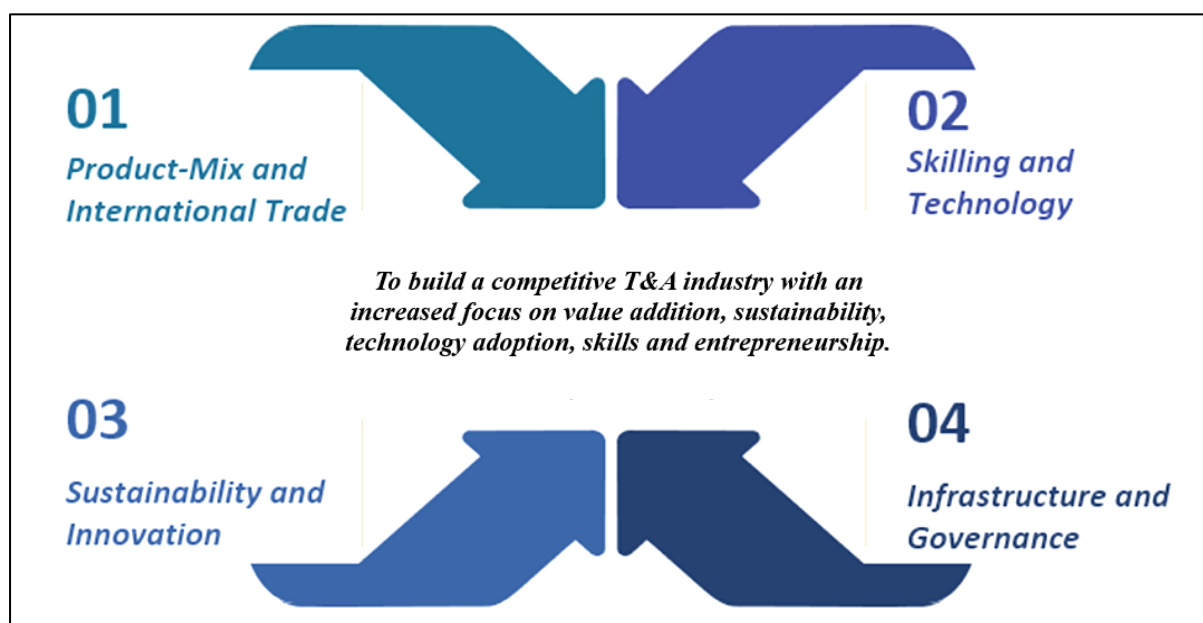 01
Product-Mix and
International Trade
02
Skilling and
Technology
To build a competitive T&A industry with an
increased focus on value addition, sustainability,
technology adoption, skills and entrepreneurship.
03
Sustainability and
Innovation
04
Infrastructure and
Governance